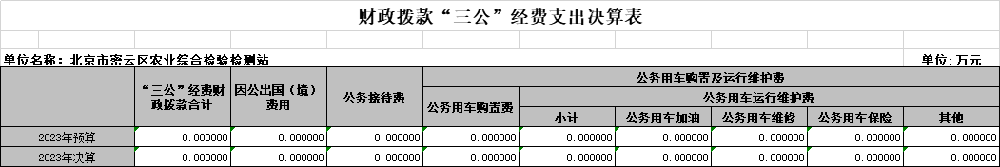 财政拨款“三公”经费支出决算表
单位名称：北京市密云区农业综合检验检测站 单位:万元
“三公”经费财政拨款合计 因公出国（境）费用 公务接待费 公务用车购置及运行维护费
公务用车购置费 公务用车运行维护费
小计 公务用车加油 公务用车维修 公务用车保险 其他
2023年预算 0.000000 0.000000 0.000000 0.000000 0.000000 0.000000 0.000000 0.000000 0.000000
2023年决算 0.000000 0.000000 0.000000 0.000000 0.000000 0.000000 0.000000 0.000000 0.000000